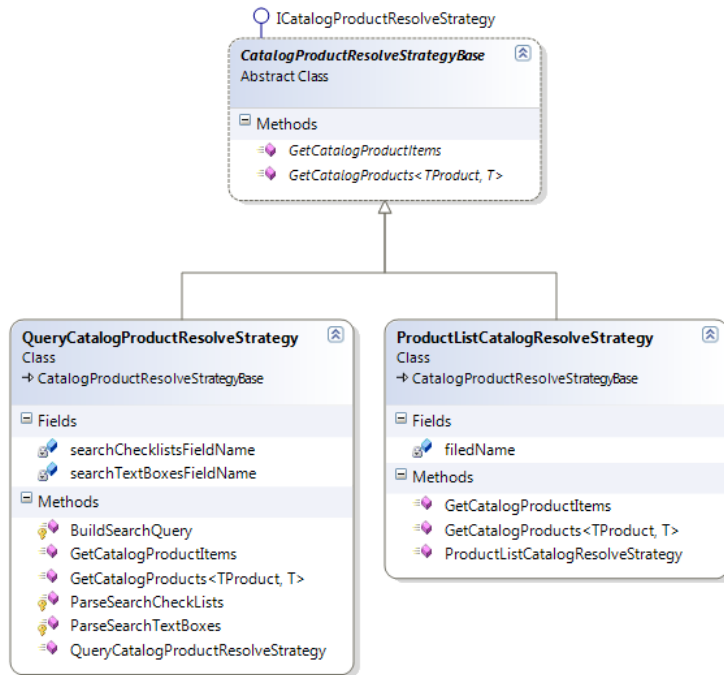 ICatalogProductResolveStrategy
CatalogProductResolveStrategyBase
Abstract Class
Methods
GetCatalogProductItems
GetCatalogProducts<TProduct, T>
QueryCatalogProductResolveStrategy
Class
CatalogProductResolveStrategyBase
Fields
searchChecklistsFieldName
searchTextBoxesFieldName
Methods
BuildSearchQuery
GetCatalogProductItems
GetCatalogProducts<TProduct, T>
ParseSearchCheckLists
ParseSearchTextBoxes
QueryCatalogProductResolveStrategy
ProductListCatalogResolveStrategy
Class
CatalogProductResolveStrategyBase
Fields
filedName
Methods
GetCatalogProductItems
GetCatalogProducts<TProduct, T>
ProductListCatalogResolveStrategy